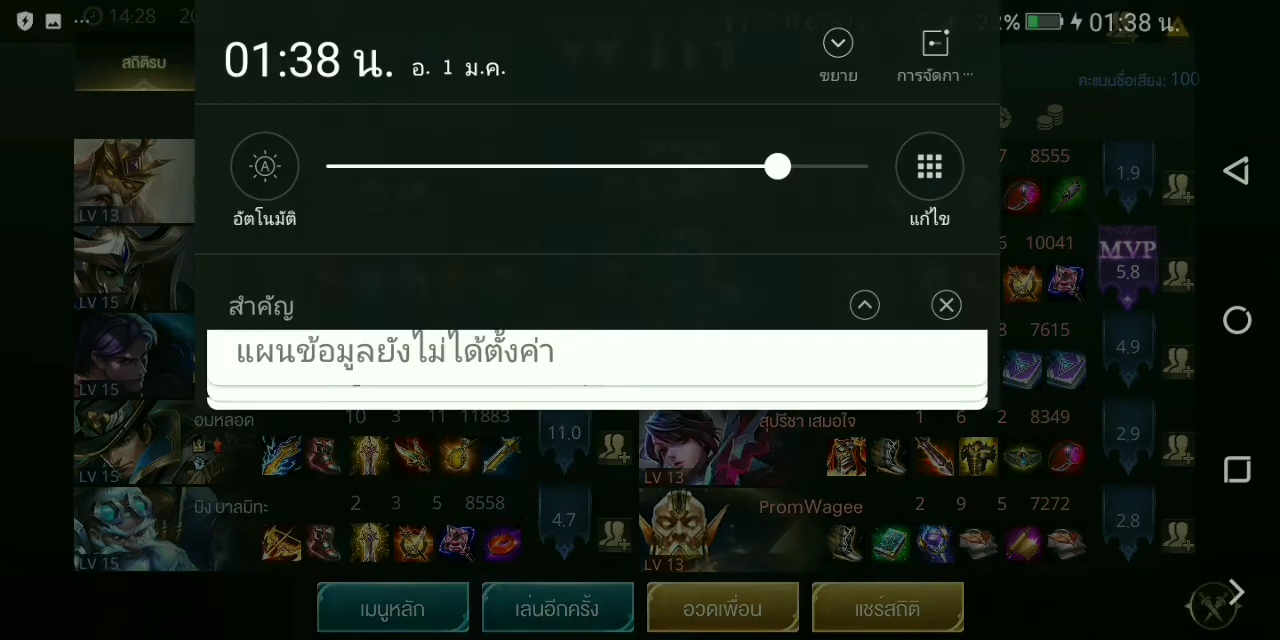 14:28
2.2% 01:38 น.
01:38 น. อ. 1 ม.ค.
ขยาย
การจัดกา ...
สถิติรบ
คะแนนชื่อเสียง: 100
อัตโนมัติ
แก้ไข
LV 13
8555
1.9
LV 15
10041
MVP
5.8
สำคัญ
แผนข้อมูลยังไม่ได้ตั้งค่า
LV 15
7615
4.9
อมหลอด 10 3 11 11883
11.0
LV 15
สุปรีชา เสมอใจ 1 6 2 8349
2.9
LV 13
บิง บาลมิทะ 2 3 5 8558
4.7
LV 15
PromWagee 2 9 5 7272
2.8
LV 13
เมนูหลัก
เล่นอีกครั้ง
อวดเพื่อน
แชร์สถิติ